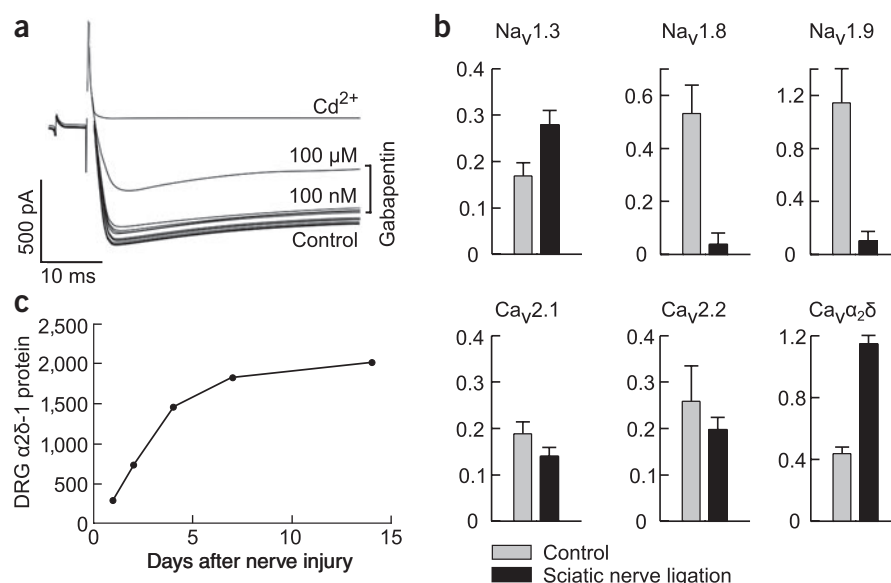 a
Cd2+
100 µM
100 nM
Control
Gabapentin
500 pA
10 ms
b
NaV1.3
0.4
0.3
0.2
0.1
0
NaV1.8
0.6
0.4
0.2
0
NaV1.9
1.2
0.8
0.4
0
CaV2.1
0.4
0.3
0.2
0.1
0
CaV2.2
0.4
0.3
0.2
0.1
0
CaVα2δ
1.2
0.8
0.4
0
Control
Sciatic nerve ligation
c
DRG α2δ-1 protein
2,500
2,000
1,500
1,000
500
0
0
5
10
15
Days after nerve injury